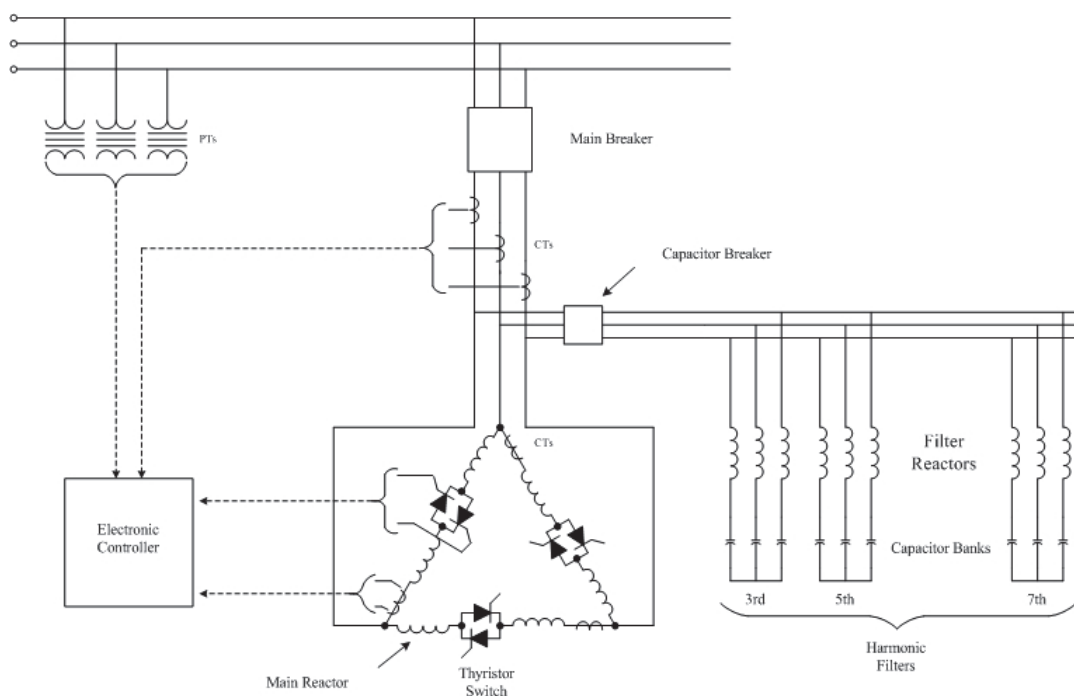 PTs
Main Breaker
CTs
Capacitor Breaker
CTs
Filter
Reactors
Electronic
Controller
Capacitor Banks
3rd
5th
7th
Harmonic
Filters
Thyristor
Switch
Main Reactor